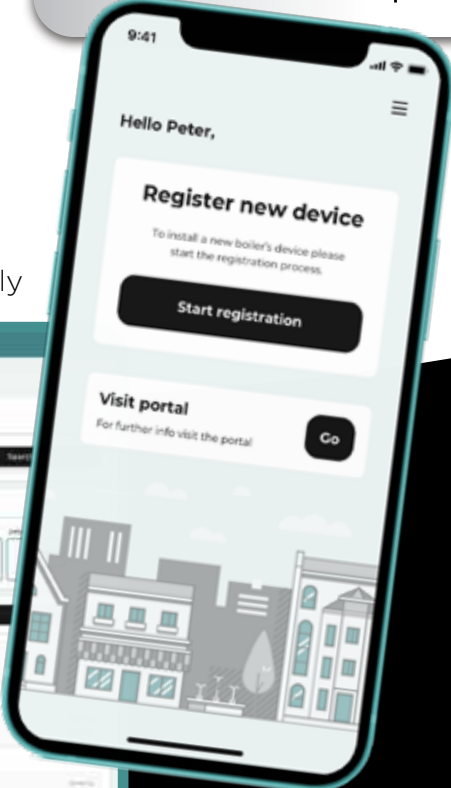 9:41
Hello Peter,
Register new device
To install a new boiler's device please
start the registration process.
Start registration
ly
Visit portal
For further info visit the portal
Go